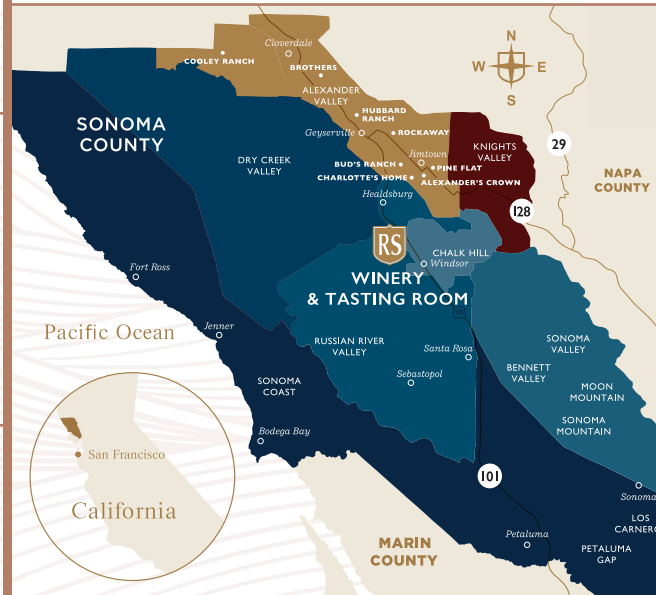 N
W E
S
Cloverdale
COOLEY RANCH
BROTHERS
ALEXANDER
VALLEY
HUBBARD
RANCH
Geyserville
ROCKAWAY
SONOMA
COUNTY
DRY CREEK
VALLEY
KNIGHTS
VALLEY
29
Jimtown
BUD'S RANCH
PINE FLAT
CHARLOTTE'S HOME
ALEXANDER'S CROWN
NAPA
COUNTY
Healdsburg
128
RS
CHALK HILL
Windsor
WINERY
& TASTING ROOM
101
Fort Ross
Pacific Ocean
Jenner
RUSSIAN RIVER
VALLEY
Santa Rosa
Sebastopol
SONOMA
VALLEY
BENNETT
VALLEY
MOON
MOUNTAIN
SONOMA
MOUNTAIN
SONOMA
COAST
Bodega Bay
San Francisco
California
101
Sonoma
LOS
CARNERO
Petaluma
PETALUMA
GAP
MARIN
COUNTY